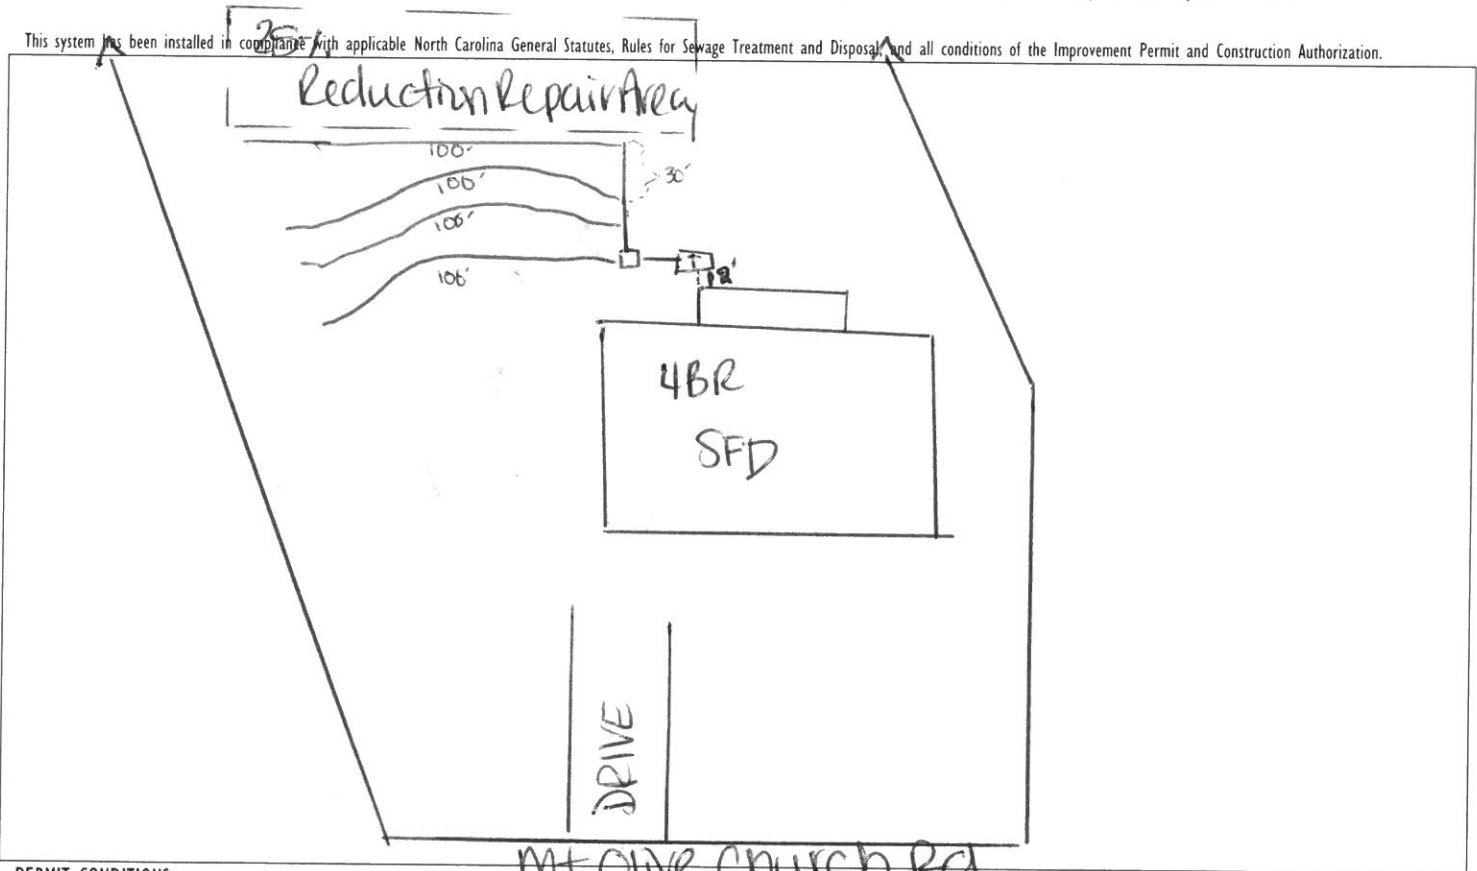 25%
This system has been installed in compliance with applicable North Carolina General Statutes, Rules for Sewage Treatment and Disposal, and all conditions of the Improvement Permit and Construction Authorization.
Reduction Repair Area
100'
30'
100'
100'
100'
12'
4BR
SFD
DRIVE
Mt Olive Church Rd
PERMIT CONDITIONS